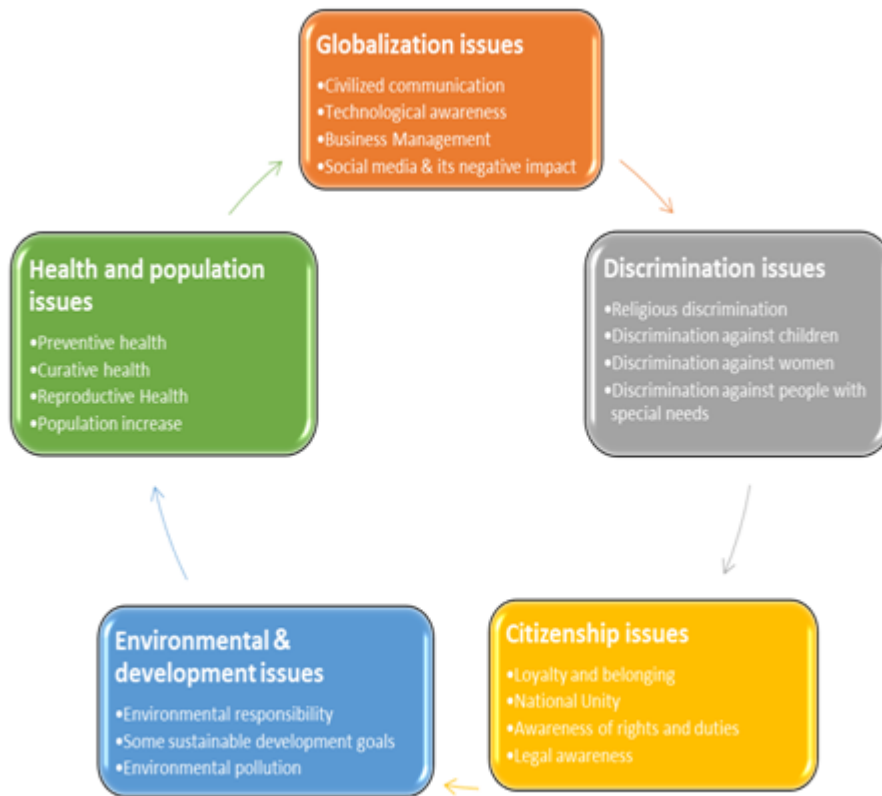 Globalization issues
•Civilized communication
•Technological awareness
•Business Management
•Social media & its negative impact
Discrimination issues
•Religious discrimination
•Discrimination against children
•Discrimination against women
•Discrimination against people with
special needs
Citizenship issues
•Loyalty and belonging
•National Unity
•Awareness of rights and duties
•Legal awareness
Environmental &
development issues
•Environmental responsibility
•Some sustainable development goals
•Environmental pollution
Health and population
issues
•Preventive health
•Curative health
•Reproductive Health
•Population increase